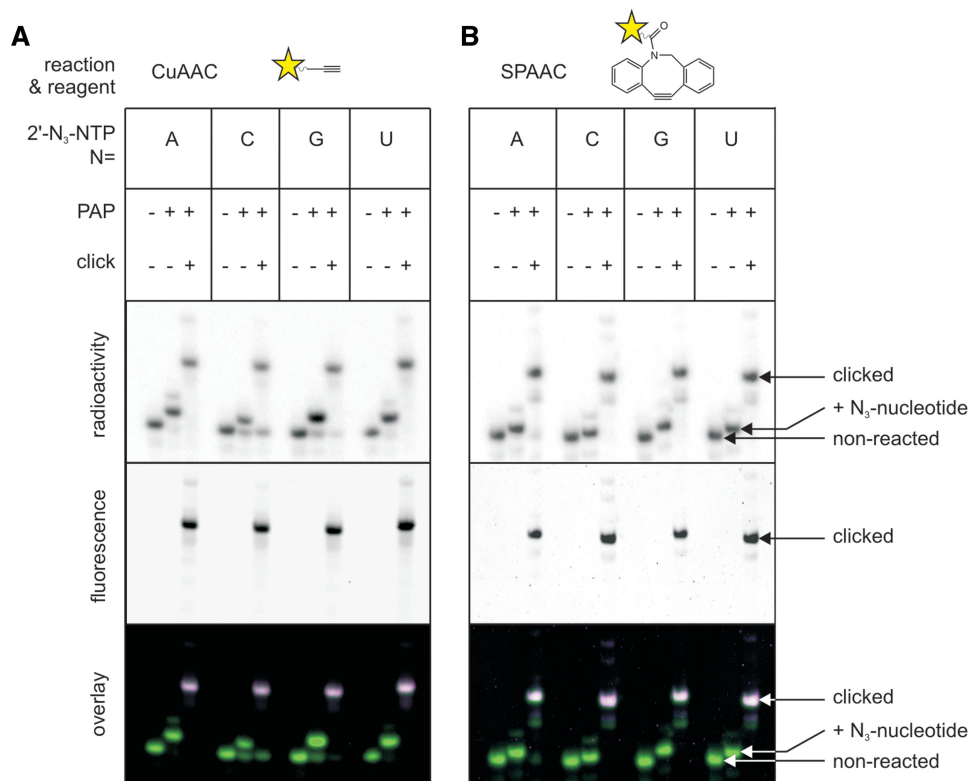 A
B
reaction
& reagent
CuAAC
SPAAC
O
N
2'-N₃-NTP
N=
A C G U
A C G U
PAP
- + + - + + - + + - + +
- + + - + + - + + - + +
click
- - + - - + - - + - - +
- - + - - + - - + - - +
radioactivity
clicked
+ N₃-nucleotide
non-reacted
fluorescence
clicked
overlay
clicked
+ N₃-nucleotide
non-reacted